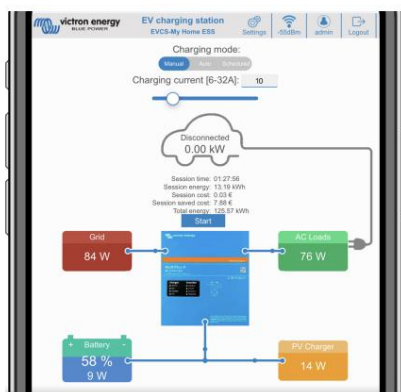 victron energy
BLUE POWER
EV charging station
EVCS-My Home ESS
Settings
-55dBm
admin
Logout
Charging mode:
Manual Auto Scheduled
Charging current [6-32A]: 10
Disconnected
0.00 kW
Session time: 01:27:56
Session energy: 13.19 kWh
Session cost: 0.03 €
Session saved cost: 7.88 €
Total energy: 125.57 kWh
Start
Grid
84 W
AC Loads
76 W
+ Battery -
58 %
9 W
PV Charger
14 W